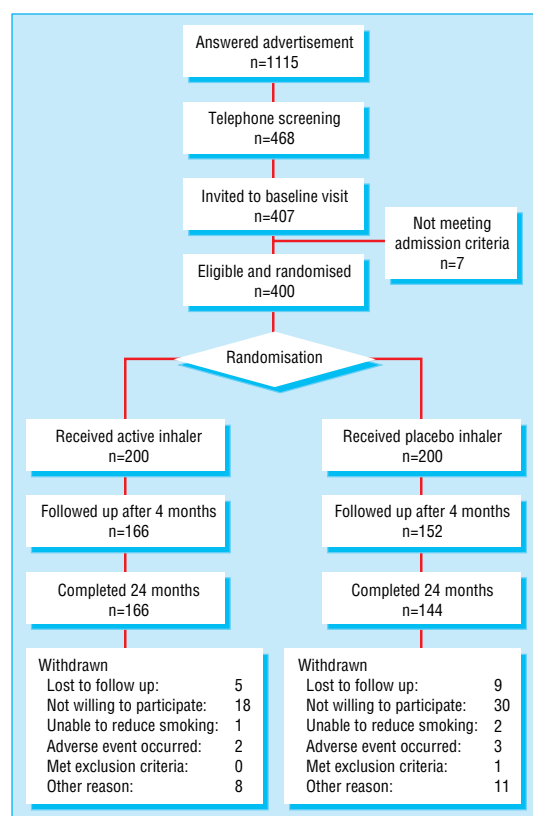 Answered advertisement
n=1115
Telephone screening
n=468
Invited to baseline visit
n=407
Not meeting
admission criteria
n=7
Eligible and randomised
n=400
Randomisation
Received active inhaler
n=200
Received placebo inhaler
n=200
Followed up after 4 months
n=166
Followed up after 4 months
n=152
Completed 24 months
n=166
Completed 24 months
n=144
Withdrawn
Lost to follow up: 5
Not willing to participate: 18
Unable to reduce smoking: 1
Adverse event occurred: 2
Met exclusion criteria: 0
Other reason: 8
Withdrawn
Lost to follow up: 9
Not willing to participate: 30
Unable to reduce smoking: 2
Adverse event occurred: 3
Met exclusion criteria: 1
Other reason: 11